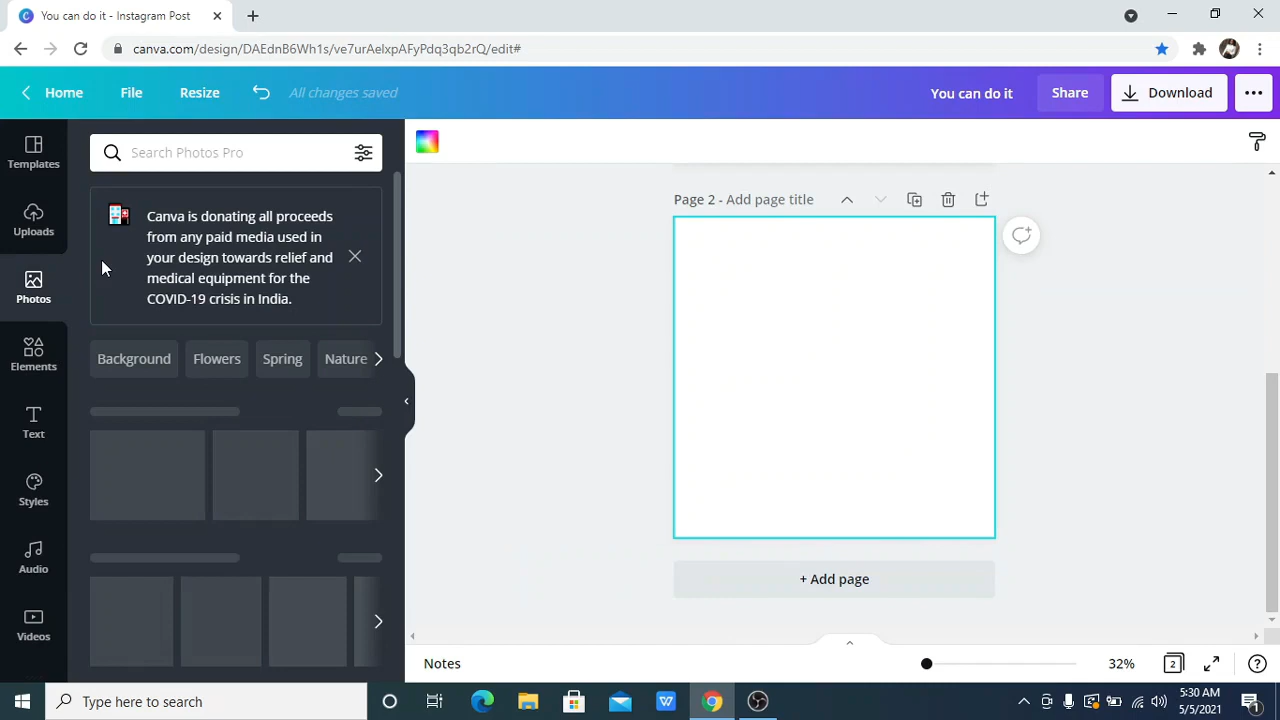 You can do it - Instagram Post
canva.com/design/DAEdnB6Wh1s/ve7urAelxpAFyPdq3qb2rQ/edit#
Home
File
Resize
All changes saved
You can do it
Share
Download
Templates
Uploads
Photos
Elements
Text
Styles
Audio
Videos
Search Photos Pro
Canva is donating all proceeds
from any paid media used in
your design towards relief and
medical equipment for the
COVID-19 crisis in India.
Background
Flowers
Spring
Nature
Page 2 - Add page title
+ Add page
Notes
32%
2
Type here to search
5:30 AM
5/5/2021
1